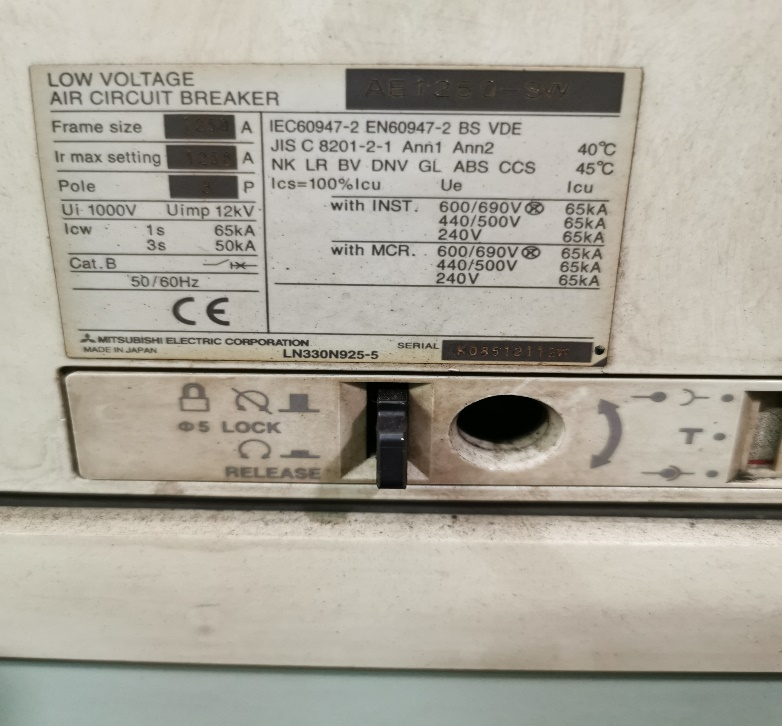 LOW VOLTAGE
AIR CIRCUIT BREAKER
AE1250-SW
Frame size 1250 A
Ir max setting 1250 A
Pole P
Ui 1000V Uimp 12kV
Icw 1s 65kA
3s 50kA
Cat. B
50/60Hz
CE
IEC60947-2 EN60947-2 BS VDE
JIS C 8201-2-1 Ann1 Ann2 40℃
NK LR BV DNV GL ABS CCS 45℃
Ics=100%Icu Ue Icu
with INST. 600/690V 65kA
440/500V 65kA
240V 65kA
with MCR. 600/690V 65kA
440/500V 65kA
240V 65kA
MITSUBISHI ELECTRIC CORPORATION
MADE IN JAPAN
LN330N925-5
SERIAL
Φ5 LOCK
RELEASE
T